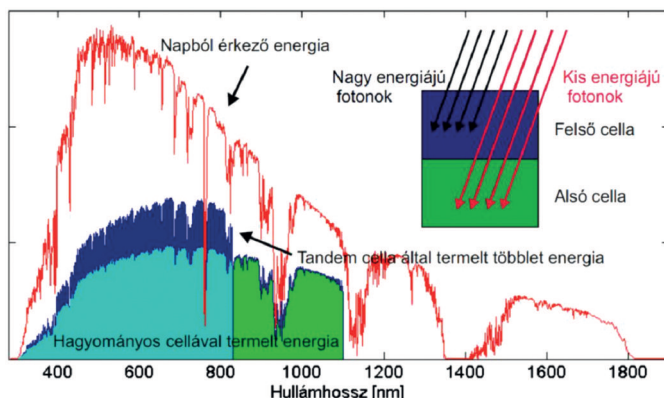 Napból érkező energia
Nagy energiájú
fotonok
Kis energiájú
fotonok
Felső cella
Alsó cella
Tandem cella által termelt többlet energia
Hagyományos cellával termelt energia
400 600 800 1000 1200 1400 1600 1800
Hullámhossz [nm]